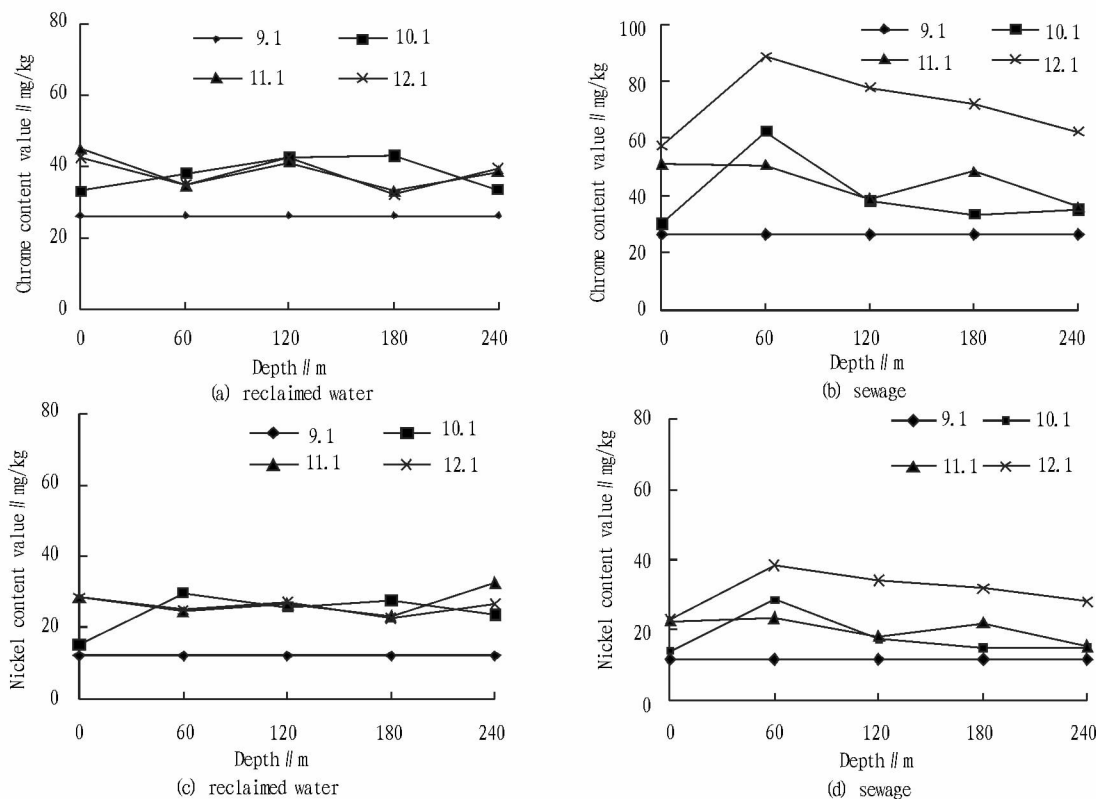 80
60
40
20
0
Chrome content value // mg/kg
9.1 10.1
11.1 12.1
0 60 120 180 240
Depth // m
(a) reclaimed water
100
80
60
40
20
0
Chrome content value // mg/kg
9.1 10.1
11.1 12.1
0 60 120 180 240
Depth // m
(b) sewage
80
60
40
20
0
Nickel content value // mg/kg
9.1 10.1
11.1 12.1
0 60 120 180 240
Depth // m
(c) reclaimed water
80
60
40
20
0
Nickel content value // mg/kg
9.1 10.1
11.1 12.1
0 60 120 180 240
Depth // m
(d) sewage